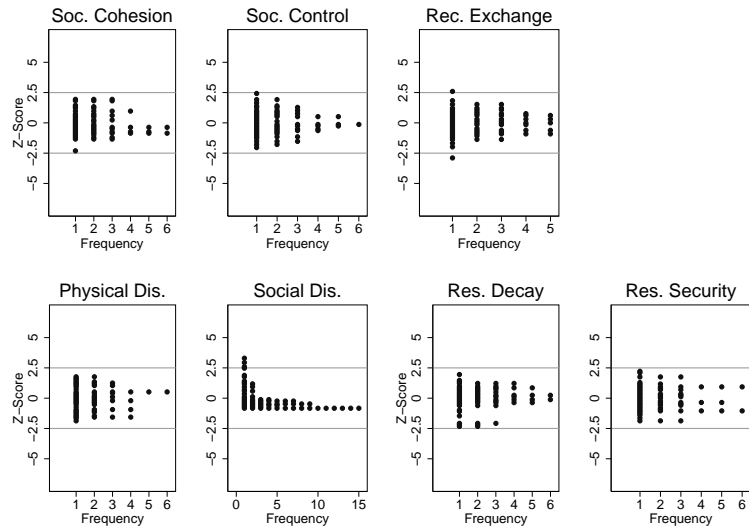 Soc. Cohesion Soc. Control Rec. Exchange
5 5 5
2.5 2.5 2.5
0 0 0
−2.5 −2.5 −2.5
−5 −5 −5
Z−Score Z−Score Z−Score
1 2 3 4 5 6 1 2 3 4 5 6 1 2 3 4 5
Frequency Frequency Frequency
Physical Dis. Social Dis. Res. Decay Res. Security
5 5 5 5
2.5 2.5 2.5 2.5
0 0 0 0
−2.5 −2.5 −2.5 −2.5
−5 −5 −5 −5
Z−Score Z−Score Z−Score Z−Score
1 2 3 4 5 6 0 5 10 15 1 2 3 4 5 6 1 2 3 4 5 6
Frequency Frequency Frequency Frequency